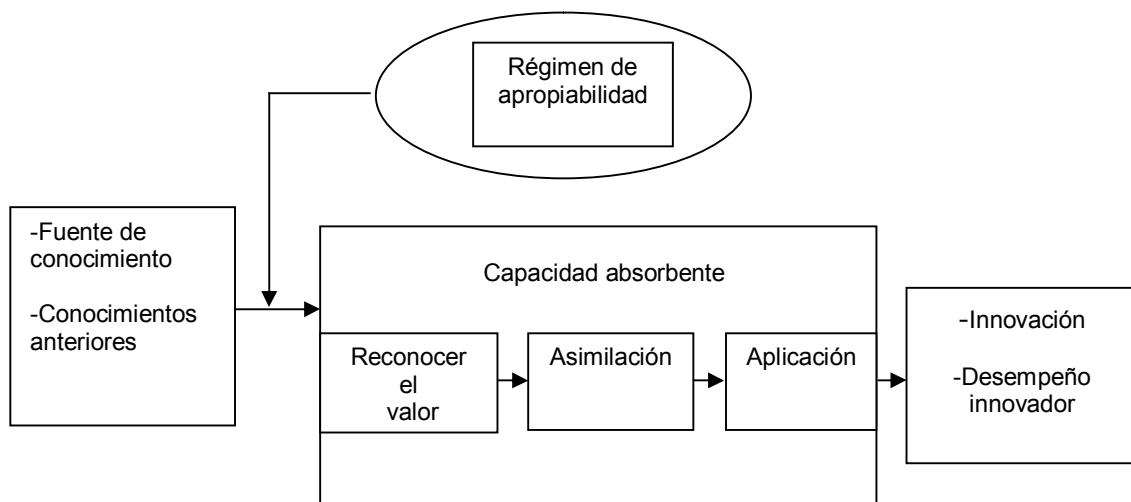 Régimen de
apropiabilidad
-Fuente de
conocimiento
-Conocimientos
anteriores
Capacidad absorbente
Reconocer
el
valor
Asimilación
Aplicación
-Innovación
-Desempeño
innovador